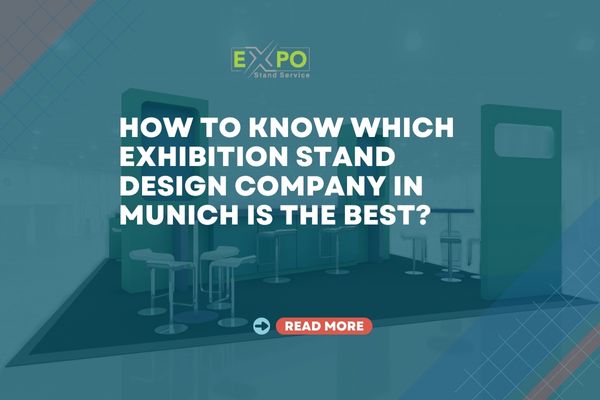 EXPO
Stand Service
HOW TO KNOW WHICH
EXHIBITION STAND
DESIGN COMPANY IN
MUNICH IS THE BEST?
READ MORE